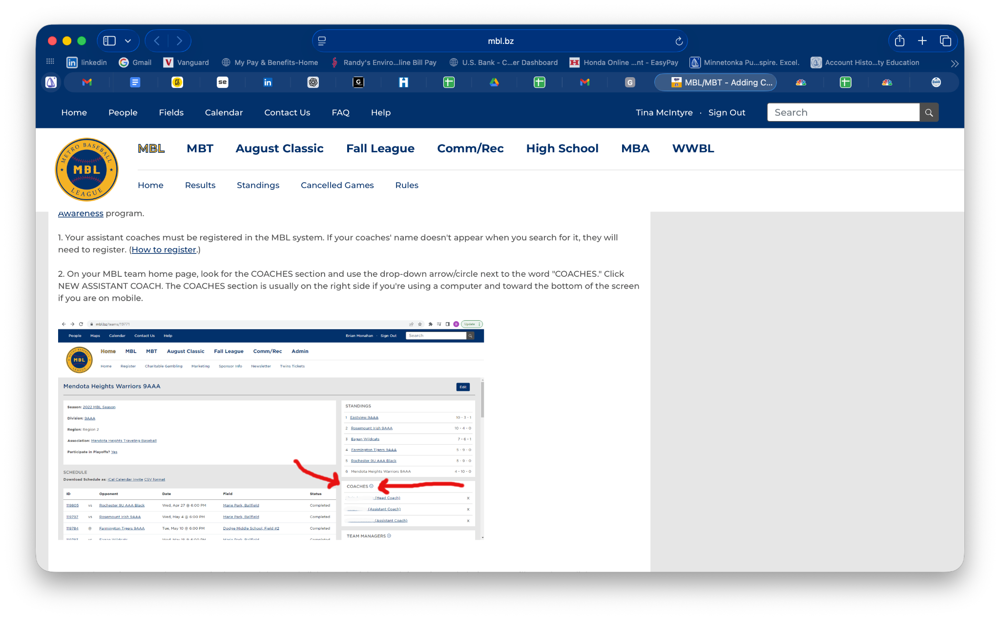 mbl.bz
linkedin
Gmail
Vanguard
My Pay & Benefits-Home
Randy's Enviro...line Bill Pay
U.S. Bank - C...er Dashboard
Honda Online ...nt - EasyPay
Minnetonka Pu...spire. Excel.
Account Histo...ty Education
MBL/MBT - Adding C...
Home People Fields Calendar Contact Us FAQ Help
Tina McIntyre · Sign Out
Search
METRO BASEBALL
MBL
LEAGUE
MBL MBT August Classic Fall League Comm/Rec High School MBA WWBL
Home Results Standings Cancelled Games Rules
Awareness program.
1. Your assistant coaches must be registered in the MBL system. If your coaches' name doesn't appear when you search for it, they will
need to register. (How to register.)
2. On your MBL team home page, look for the COACHES section and use the drop-down arrow/circle next to the word "COACHES." Click
NEW ASSISTANT COACH. The COACHES section is usually on the right side if you're using a computer and toward the bottom of the screen
if you are on mobile.
mbl.bz/teams/19771
B Update
People Maps Calendar Contact Us Help
Brian Monahan · Sign Out
Search
METRO BASEBALL
MBL
LEAGUE
Home MBL MBT August Classic Fall League Comm/Rec Admin
Home Register Charitable Gambling Marketing Sponsor Info Newsletter Twins Tickets
Mendota Heights Warriors 9AAA
Edit
Season: 2022 MBL Season
Division: 9AAA
Region: Region 2
Association: Mendota Heights Traveling Baseball
Participate in Playoffs? Yes
STANDINGS
1 Eastview 9AAA 10 - 3 - 1
2 Rosemount Irish 9AAA 10 - 4 - 0
3 Eagan Wildcats 7 - 6 - 1
4 Farmington Tigers 9AAA 5 - 9 - 0
5 Rochester 9U AAA Black 5 - 9 - 0
6 Mendota Heights Warriors 9AAA 4 - 10 - 0
SCHEDULE
Download Schedule as: iCal Calendar Invite CSV format
ID Opponent Date Field Status
119805 vs Rochester 9U AAA Black Wed, Apr 27 @ 6:00 PM Marie Park, Ballfield Completed
119797 vs Rosemount Irish 9AAA Wed, May 4 @ 6:00 PM Marie Park, Ballfield Completed
119784 @ Farmington Tigers 9AAA Tue, May 10 @ 6:00 PM Dodge Middle School, Field #2 Completed
119787 vs Eagan Wildcats Wed, May 18 @ 6:00 PM Marie Park, Ballfield Completed
COACHES
(Head Coach) x
(Assistant Coach) x
(Assistant Coach) x
TEAM MANAGERS